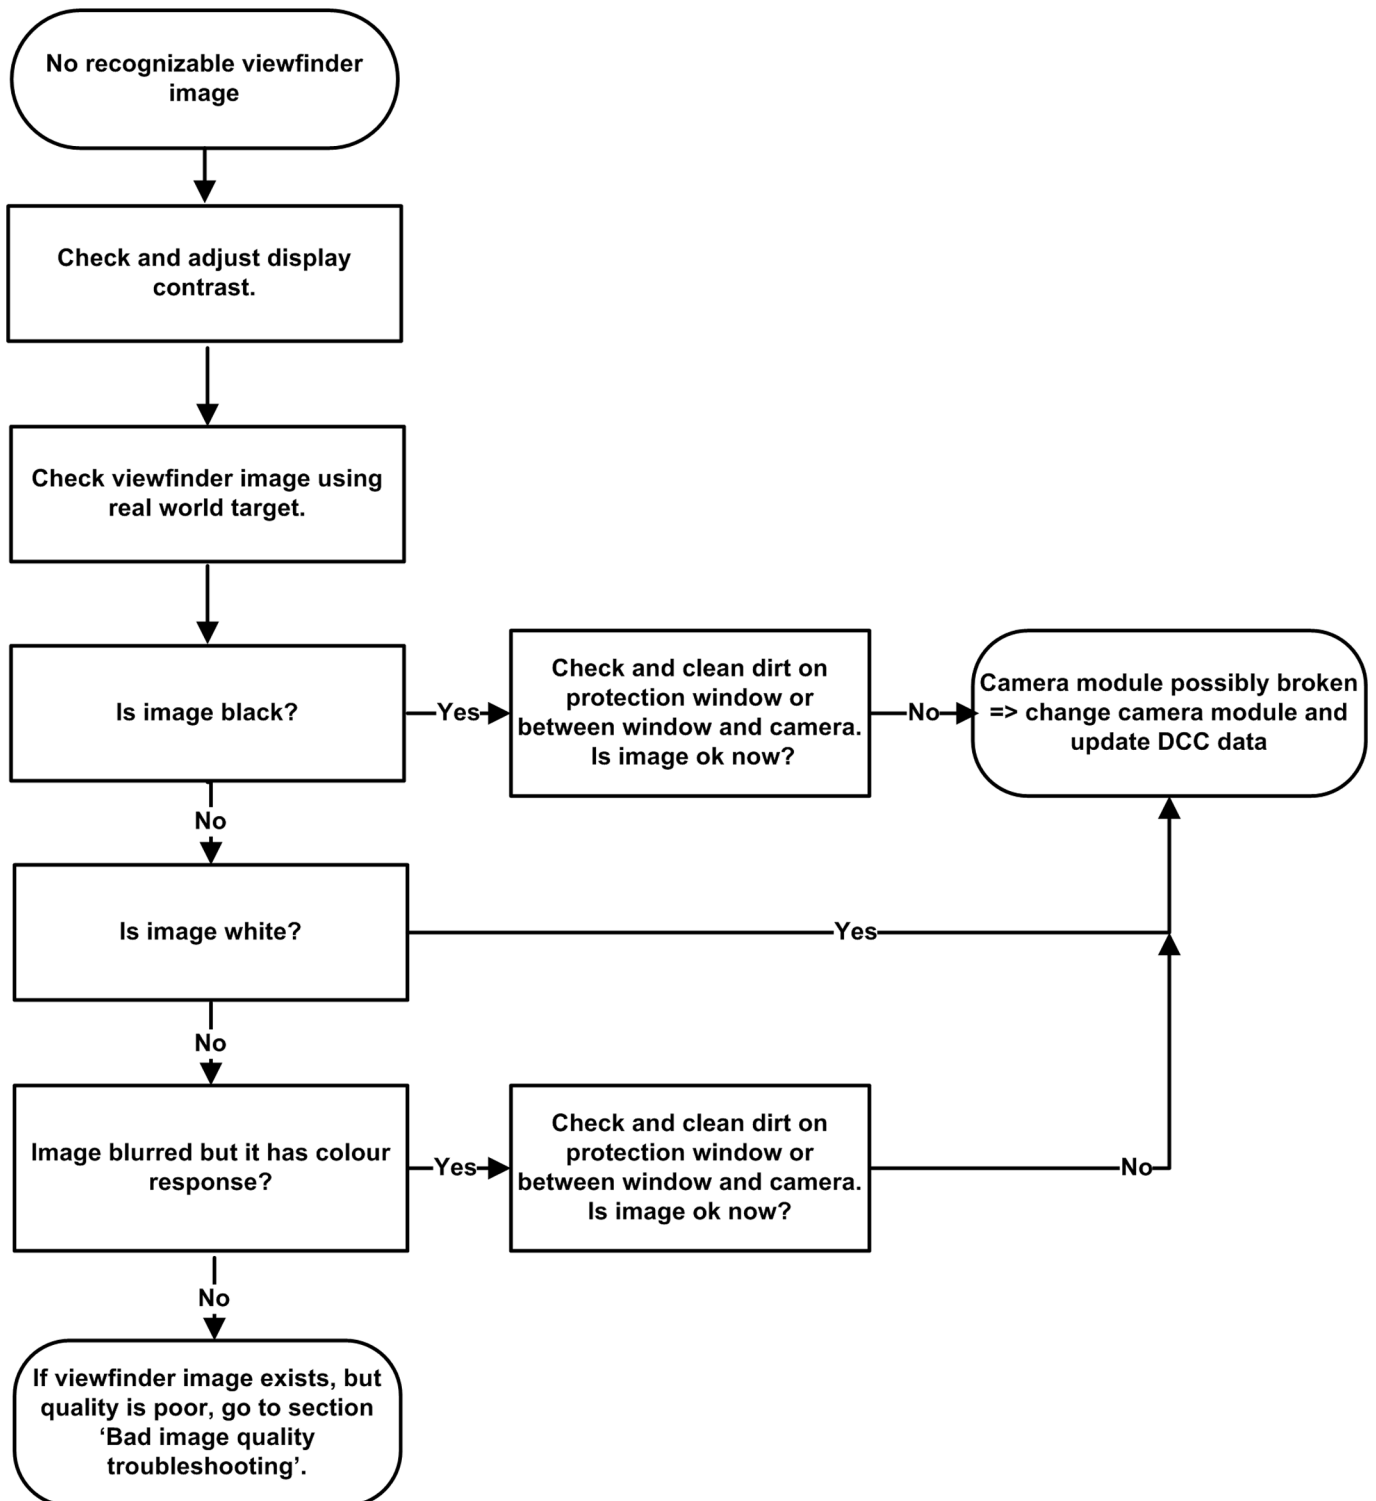 No recognizable viewfinder
image
Check and adjust display
contrast.
Check viewfinder image using
real world target.
Is image black?
Yes
Check and clean dirt on
protection window or
between window and camera.
Is image ok now?
No
Camera module possibly broken
=> change camera module and
update DCC data
No
Is image white?
Yes
No
Image blurred but it has colour
response?
Yes
Check and clean dirt on
protection window or
between window and camera.
Is image ok now?
No
No
If viewfinder image exists, but
quality is poor, go to section
‘Bad image quality
troubleshooting’.